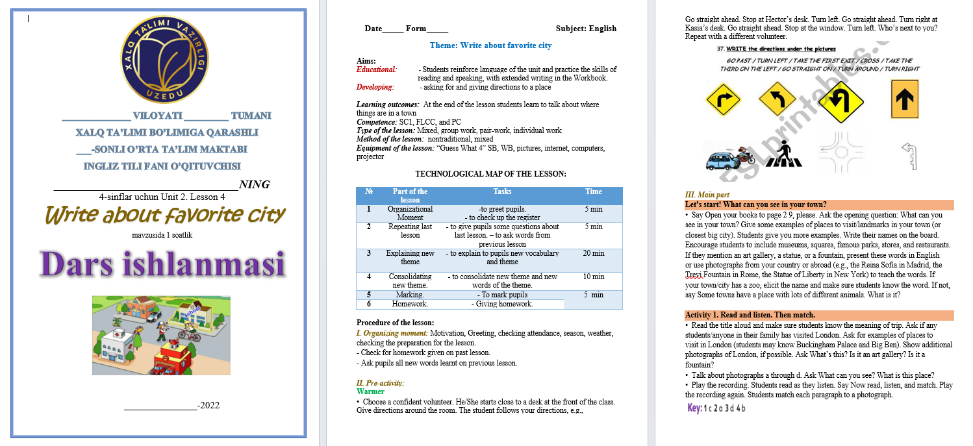 XALQ TA'LIMI VAZIRLIGI
UZEDU
______________ VILOYATI _________ TUMANI
XALQ TA'LIMI BO'LIMIGA QARASHLI
___-SONLI O'RTA TA'LIM MAKTABI
INGLIZ TILI FANI O'QITUVCHISI
______________________________NING
4-sinflar uchun Unit 2. Lesson 4
Write about favorite city
mavzusida 1 soatlik
Dars ishlanmasi
________________-2022
Date_____ Form_____ Subject: English
Theme: Write about favorite city
Aims:
Educational: - Students reinforce language of the unit and practice the skills of
reading and speaking, with extended writing in the Workbook.
Developing: - asking for and giving directions to a place
Learning outcomes: At the end of the lesson students learn to talk about where
things are in a town
Competence: SC1, FLCC, and PC
Type of the lesson: Mixed, group work, pair-work, individual work
Method of the lesson: nontraditional, mixed
Equipment of the lesson: "Guess What 4" SB, WB, pictures, internet, computers,
projector
TECHNOLOGICAL MAP OF THE LESSON:
№ Part of the lesson Tasks Time
1 Organizational Moment -to greet pupils. - to check up the register 5 min
2 Repeating last lesson - to give pupils some questions about last lesson. – to ask words from previous lesson 5 min
3 Explaining new theme - to explain to pupils new vocabulary and theme 20 min
4 Consolidating new theme. - to consolidate new theme and new words of the theme. 10 min
5 Marking. - To mark pupils 5 min
6 Homework. - Giving homework.
Procedure of the lesson:
I. Organizing moment: Motivation, Greeting, checking attendance, season, weather,
checking the preparation for the lesson.
- Check for homework given on past lesson.
- Ask pupils all new words learnt on previous lesson.
II. Pre-activity:
Warmer
• Choose a confident volunteer. He/She starts close to a desk at the front of the class.
Give directions around the room. The student follows your directions, e.g.,
Go straight ahead. Stop at Hector's desk. Turn left. Go straight ahead. Turn right at
Kasia's desk. Go straight ahead. Stop at the window. Turn left. Who's next to you?
Repeat with a different volunteer.
37. WRITE the directions under the pictures
GO PAST / TURN LEFT / TAKE THE FIRST EXIT / CROSS / TAKE THE
THIRD ON THE LEFT / GO STRAIGHT ON / TURN AROUND / TURN RIGHT
eslprintables.com
III. Main part
Let's start! What can you see in your town?
• Say Open your books to page 2 9, please. Ask the opening question: What can you
see in your town? Give some examples of places to visit/landmarks in your town (or
closest big city). Students give you more examples. Write their names on the board.
Encourage students to include museums, squares, famous parks, stores, and restaurants.
If they mention an art gallery, a statue, or a fountain, present these words in English
or use photographs from your country or abroad (e.g., the Reina Sofía in Madrid, the
Trevi Fountain in Rome, the Statue of Liberty in New York) to teach the words. If
your town/city has a zoo, elicit the name and make sure students know the word. If not,
say Some towns have a place with lots of different animals. What is it?
Activity 1. Read and listen. Then match.
• Read the title aloud and make sure students know the meaning of trip. Ask if any
students/anyone in their family has visited London. Ask for examples of places to
visit in London (students may know Buckingham Palace and Big Ben). Show additional
photographs of London, if possible. Ask What's this? Is it an art gallery? Is it a
fountain?
• Talk about photographs a through d. Ask What can you see? What is this place?
• Play the recording. Students read as they listen. Say Now read, listen, and match. Play
the recording again. Students match each paragraph to a photograph.
Key: 1 c 2 a 3 d 4 b